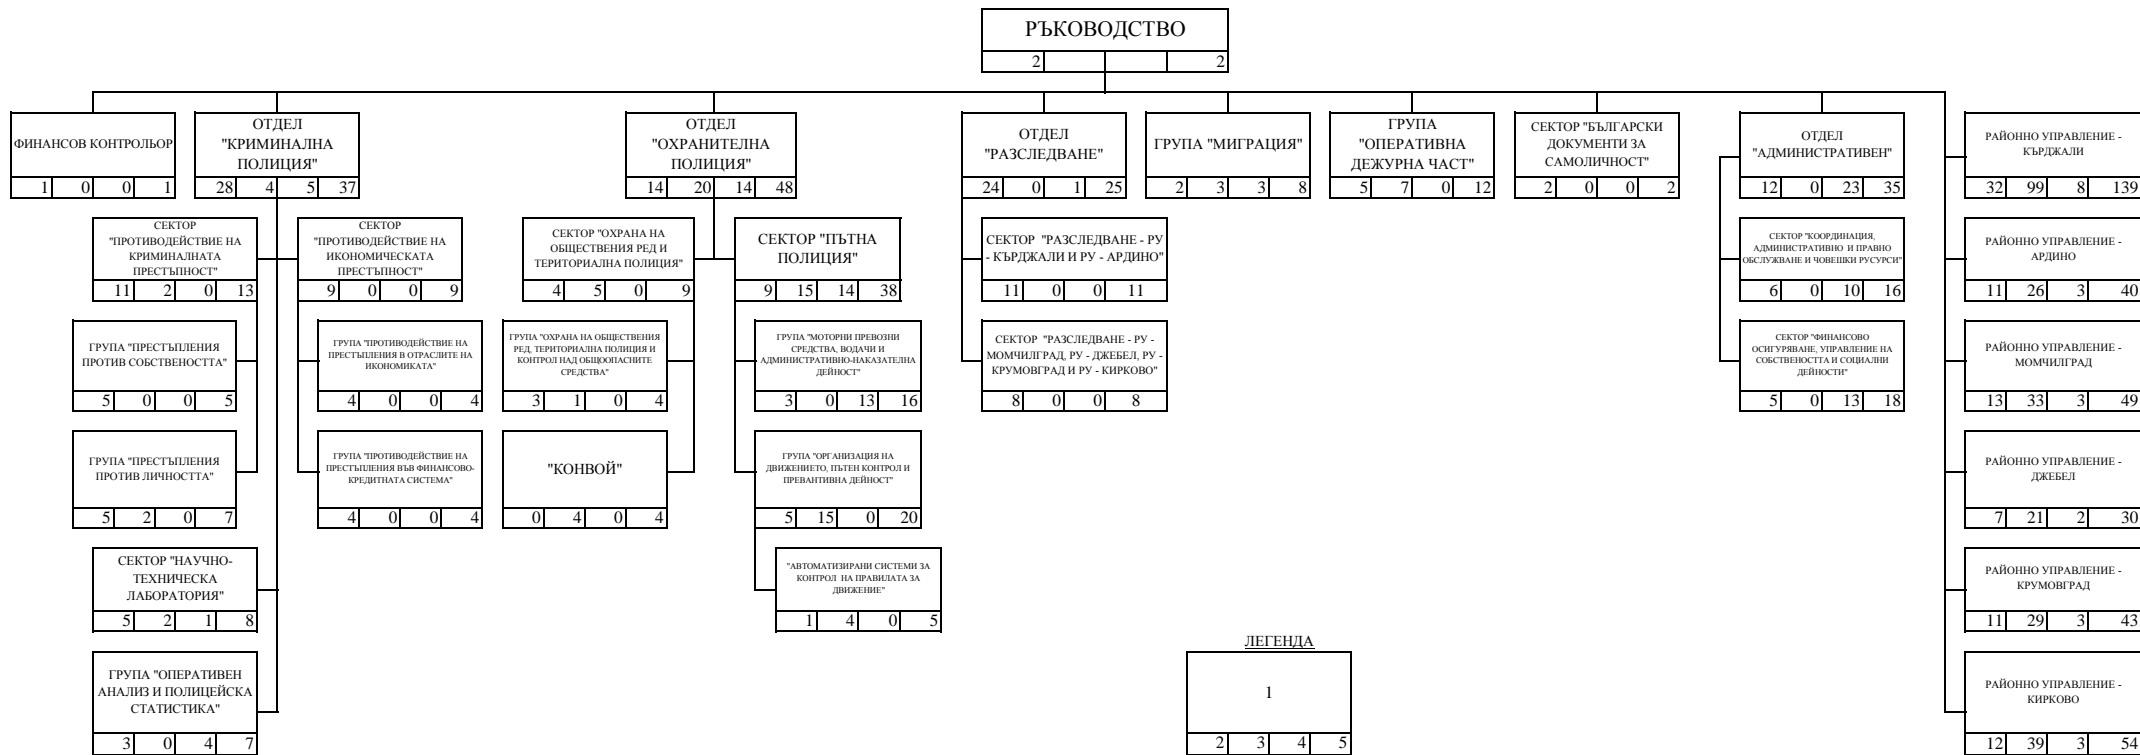 РЪКОВОДСТВО
2 2
ФИНАНСОВ КОНТРОЛЬОР
1 0 0 1
ОТДЕЛ
"КРИМИНАЛНА
ПОЛИЦИЯ"
28 4 5 37
ОТДЕЛ
"ОХРАНИТЕЛНА
ПОЛИЦИЯ"
14 20 14 48
ОТДЕЛ
"РАЗСЛЕДВАНЕ"
24 0 1 25
ГРУПА "МИГРАЦИЯ"
2 3 3 8
ГРУПА
"ОПЕРАТИВНА
ДЕЖУРНА ЧАСТ"
5 7 0 12
СЕКТОР "БЪЛГАРСКИ
ДОКУМЕНТИ ЗА
САМОЛИЧНОСТ"
2 0 0 2
ОТДЕЛ
"АДМИНИСТРАТИВЕН"
12 0 23 35
РАЙОННО УПРАВЛЕНИЕ -
КЪРДЖАЛИ
32 99 8 139
СЕКТОР
"ПРОТИВОДЕЙСТВИЕ НА
КРИМИНАЛНАТА
ПРЕСТЪПНОСТ"
11 2 0 13
СЕКТОР
"ПРОТИВОДЕЙСТВИЕ НА
ИКОНОМИЧЕСКАТА
ПРЕСТЪПНОСТ"
9 0 0 9
СЕКТОР "ОХРАНА НА
ОБЩЕСТВЕНИЯ РЕД И
ТЕРИТОРИАЛНА ПОЛИЦИЯ"
4 5 0 9
СЕКТОР "ПЪТНА
ПОЛИЦИЯ"
9 15 14 38
СЕКТОР "РАЗСЛЕДВАНЕ - РУ
- КЪРДЖАЛИ И РУ - АРДИНО"
11 0 0 11
СЕКТОР "КООРДИНАЦИЯ,
АДМИНИСТРАТИВНО И ПРАВНО
ОБСЛУЖВАНЕ И ЧОВЕШКИ РУСУРСИ"
6 0 10 16
РАЙОННО УПРАВЛЕНИЕ -
АРДИНО
11 26 3 40
ГРУПА "ПРЕСТЪПЛЕНИЯ
ПРОТИВ СОБСТВЕНОСТТА"
5 0 0 5
ГРУПА "ПРОТИВОДЕЙСТВИЕ НА
ПРЕСТЪПЛЕНИЯ В ОТРАСЛИТЕ НА
ИКОНОМИКАТА"
4 0 0 4
ГРУПА "ОХРАНА НА ОБЩЕСТВЕНИЯ
РЕД, ТЕРИТОРИАЛНА ПОЛИЦИЯ И
КОНТРОЛ НАД ОБЩООПАСНИТЕ
СРЕДСТВА"
3 1 0 4
ГРУПА "МОТОРНИ ПРЕВОЗНИ
СРЕДСТВА, ВОДАЧИ И
АДМИНИСТРАТИВНО-НАКАЗАТЕЛНА
ДЕЙНОСТ"
3 0 13 16
СЕКТОР "РАЗСЛЕДВАНЕ - РУ -
МОМЧИЛГРАД, РУ - ДЖЕБЕЛ, РУ -
КРУМОВГРАД И РУ - КИРКОВО"
8 0 0 8
СЕКТОР "ФИНАНСОВО
ОСИГУРЯВАНЕ, УПРАВЛЕНИЕ НА
СОБСТВЕНОСТТА И СОЦИАЛНИ
ДЕЙНОСТИ"
5 0 13 18
РАЙОННО УПРАВЛЕНИЕ -
МОМЧИЛГРАД
13 33 3 49
ГРУПА "ПРЕСТЪПЛЕНИЯ
ПРОТИВ ЛИЧНОСТТА"
5 2 0 7
ГРУПА "ПРОТИВОДЕЙСТВИЕ НА
ПРЕСТЪПЛЕНИЯ ВЪВ ФИНАНСОВО-
КРЕДИТНАТА СИСТЕМА"
4 0 0 4
"КОНВОЙ"
0 4 0 4
ГРУПА "ОРГАНИЗАЦИЯ НА
ДВИЖЕНИЕТО, ПЪТЕН КОНТРОЛ И
ПРЕВАНТИВНА ДЕЙНОСТ"
5 15 0 20
РАЙОННО УПРАВЛЕНИЕ -
ДЖЕБЕЛ
7 21 2 30
СЕКТОР "НАУЧНО-
ТЕХНИЧЕСКА
ЛАБОРАТОРИЯ"
5 2 1 8
"АВТОМАТИЗИРАНИ СИСТЕМИ ЗА
КОНТРОЛ НА ПРАВИЛАТА ЗА
ДВИЖЕНИЕ"
1 4 0 5
РАЙОННО УПРАВЛЕНИЕ -
КРУМОВГРАД
11 29 3 43
ГРУПА "ОПЕРАТИВЕН
АНАЛИЗ И ПОЛИЦЕЙСКА
СТАТИСТИКА"
3 0 4 7
ЛЕГЕНДА
1
2 3 4 5
РАЙОННО УПРАВЛЕНИЕ -
КИРКОВО
12 39 3 54